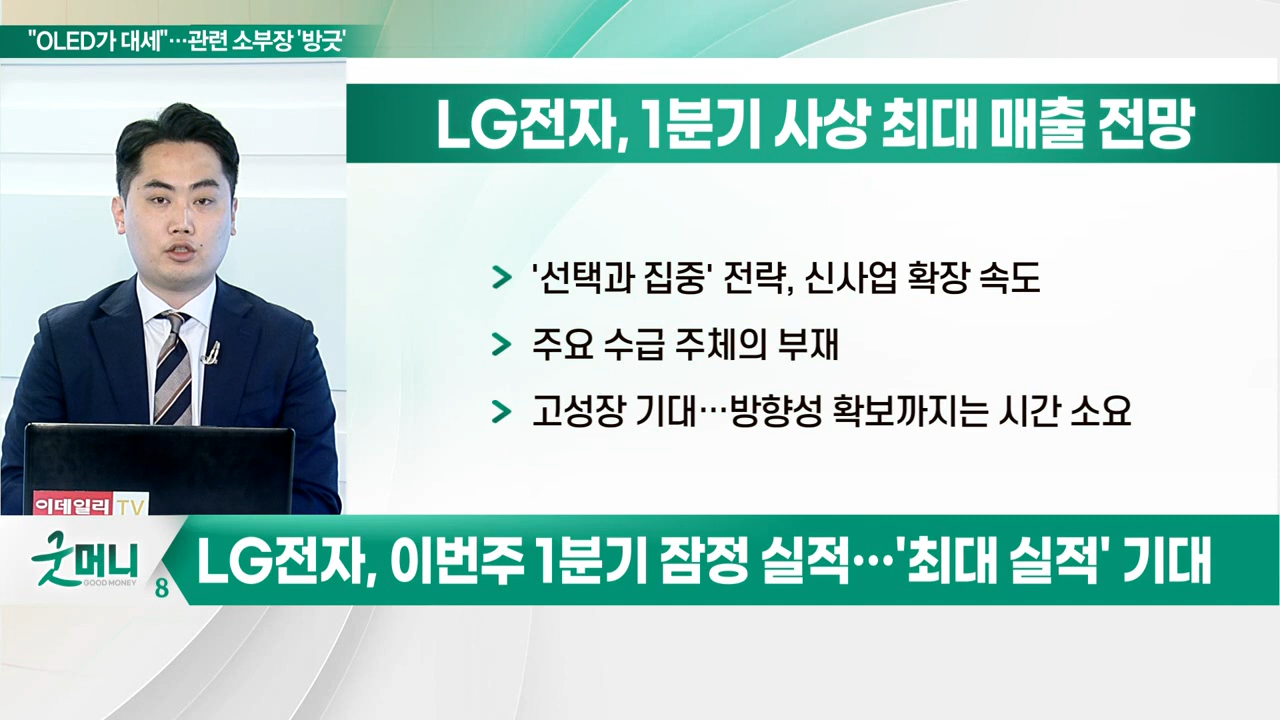 "OLED가 대세"…관련 소부장 '방긋'
LG전자, 1분기 사상 최대 매출 전망
'선택과 집중' 전략, 신사업 확장 속도
주요 수급 주체의 부재
고성장 기대…방향성 확보까지는 시간 소요
이데일리 TV
굿머니
GOOD MONEY
8
LG전자, 이번주 1분기 잠정 실적…'최대 실적' 기대